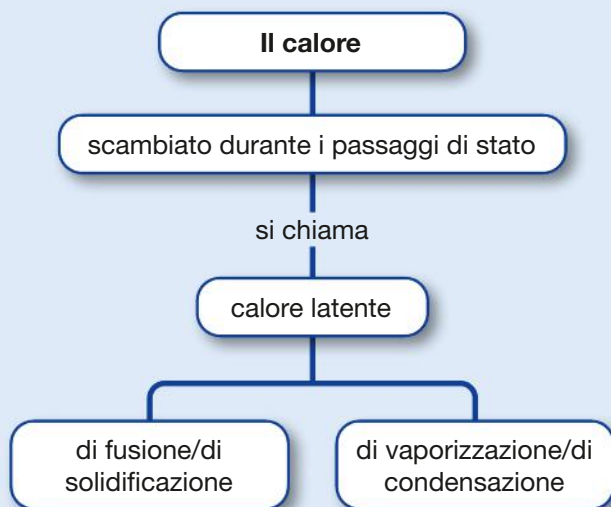 Il calore
scambiato durante i passaggi di stato
si chiama
calore latente
di fusione/di
solidificazione
di vaporizzazione/di
condensazione